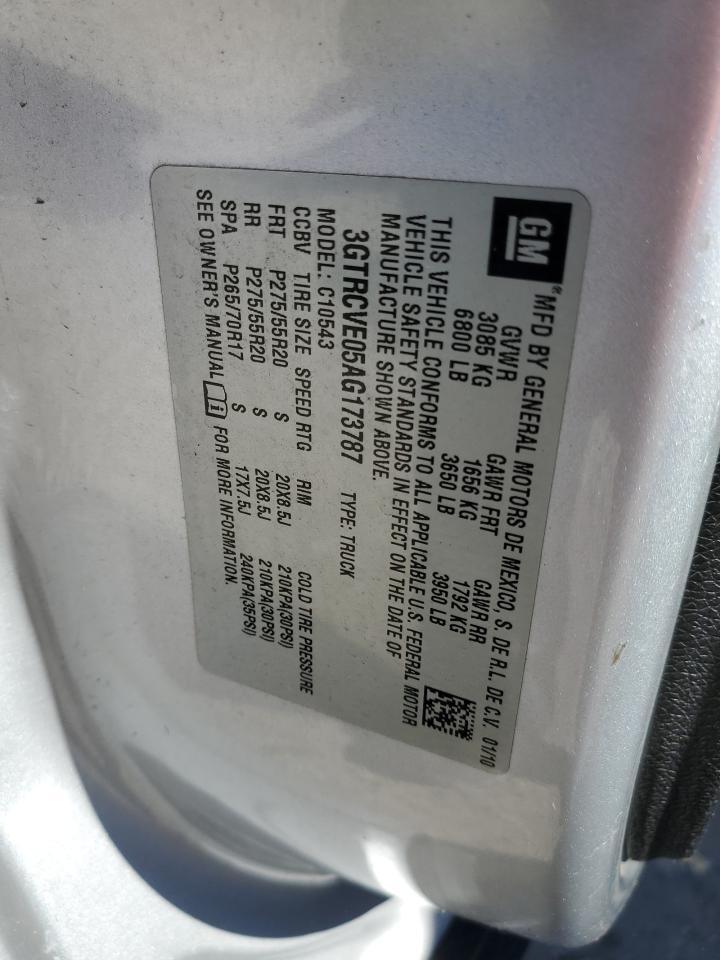 GM
® MFD BY GENERAL MOTORS DE MEXICO, S. DE R.L. DE C.V. 01/10
GVWR GAWR FRT GAWR RR
3085 KG 1656 KG 1792 KG
6800 LB 3650 LB 3950 LB
THIS VEHICLE CONFORMS TO ALL APPLICABLE U.S. FEDERAL MOTOR
VEHICLE SAFETY STANDARDS IN EFFECT ON THE DATE OF
MANUFACTURE SHOWN ABOVE.
3GTRCVE05AG173787 TYPE: TRUCK
MODEL: C10543
CCBV TIRE SIZE SPEED RTG RIM COLD TIRE PRESSURE
FRT P275/55R20 S 20X8.5J 210KPA(30PSI)
RR P275/55R20 S 20X8.5J 210KPA(30PSI)
SPA P265/70R17 S 17X7.5J 240KPA(35PSI)
SEE OWNER'S MANUAL i FOR MORE INFORMATION.